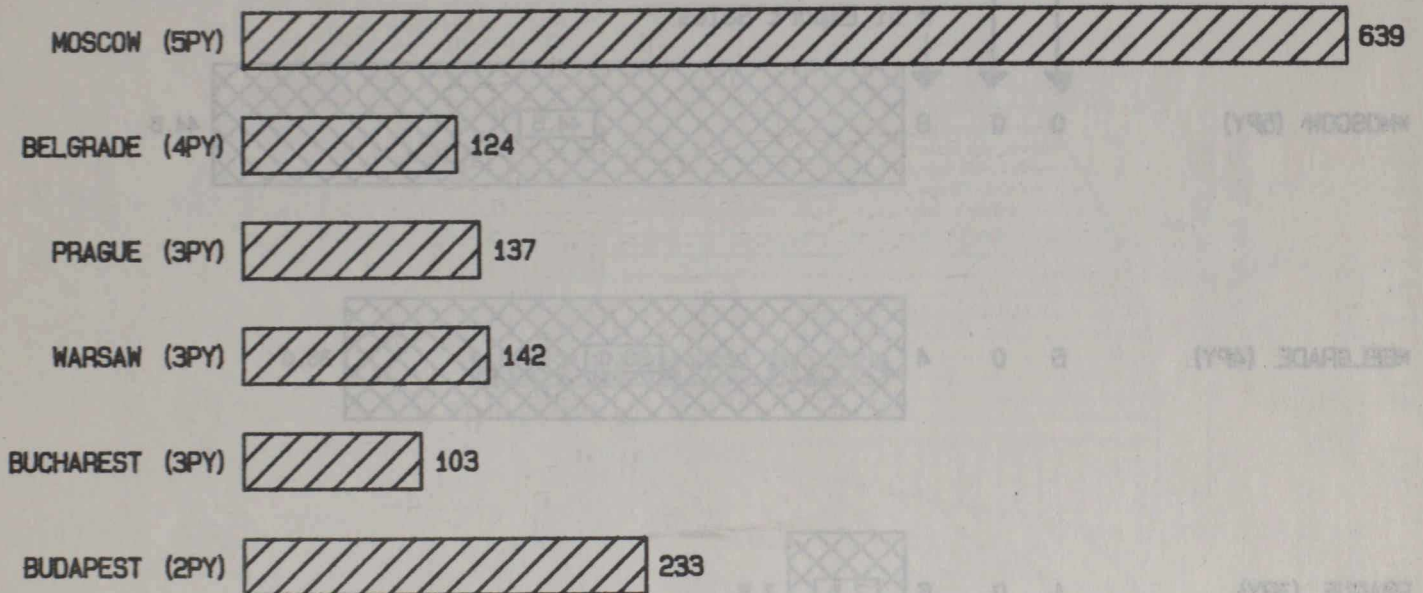 MOSCOW (5PY) 639
BELGRADE (4PY) 124
PRAGUE (3PY) 137
WARSAW (3PY) 142
BUCHAREST (3PY) 103
BUDAPEST (2PY) 233